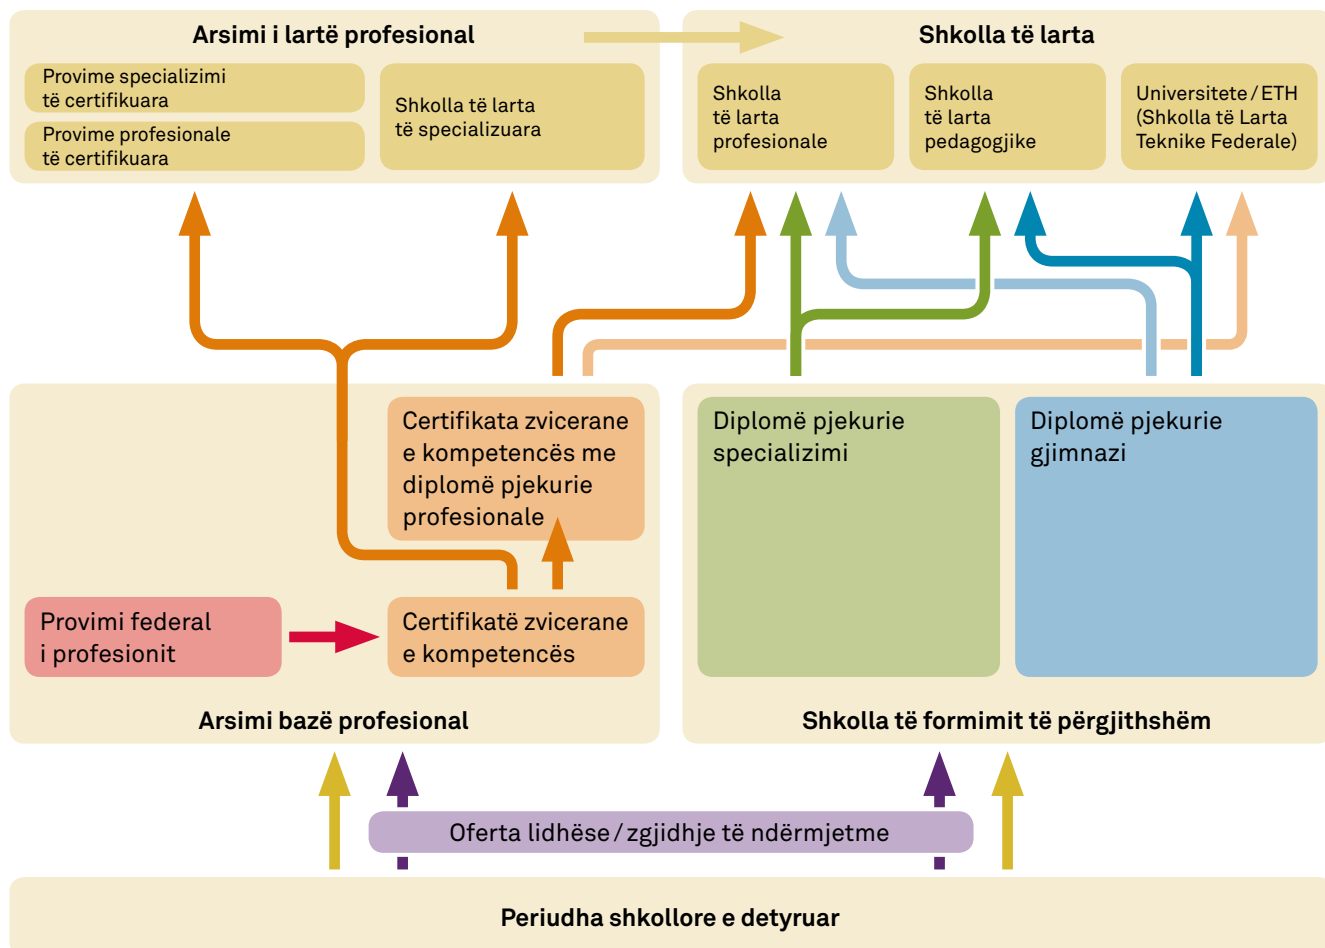 Arsimi i lartë profesional
Provime specializimi
të certifikuara
Provime profesionale
të certifikuara
Shkolla të larta
të specializuara
Shkolla të larta
Shkolla
të larta
profesionale
Shkolla
të larta
pedagogjike
Universitete / ETH
(Shkolla të Larta
Teknike Federale)
Certifikata zvicerane
e kompetencës me
diplomë pjekurie
profesionale
Provimi federal
i profesionit
Certifikatë zvicerane
e kompetencës
Arsimi bazë profesional
Diplomë pjekurie
specializimi
Diplomë pjekurie
gjimnazi
Shkolla të formimit të përgjithshëm
Oferta lidhëse / zgjidhje të ndërmjetme
Periudha shkollore e detyruar